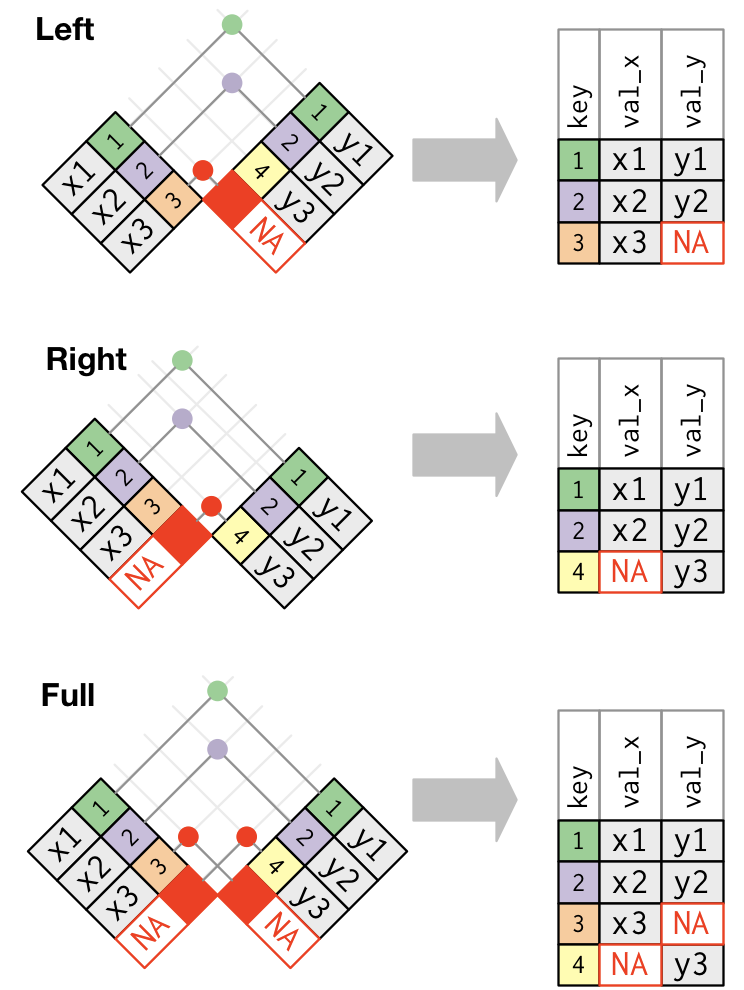 Left
1 2 3
x1 x2 x3
1 2 4
y1 y2 y3 NA
key val_x val_y
1 x1 y1
2 x2 y2
3 x3 NA
Right
1 2 3
x1 x2 x3 NA
1 2 4
y1 y2 y3
key val_x val_y
1 x1 y1
2 x2 y2
4 NA y3
Full
1 2 3
x1 x2 x3 NA
1 2 4
y1 y2 y3 NA
key val_x val_y
1 x1 y1
2 x2 y2
3 x3 NA
4 NA y3